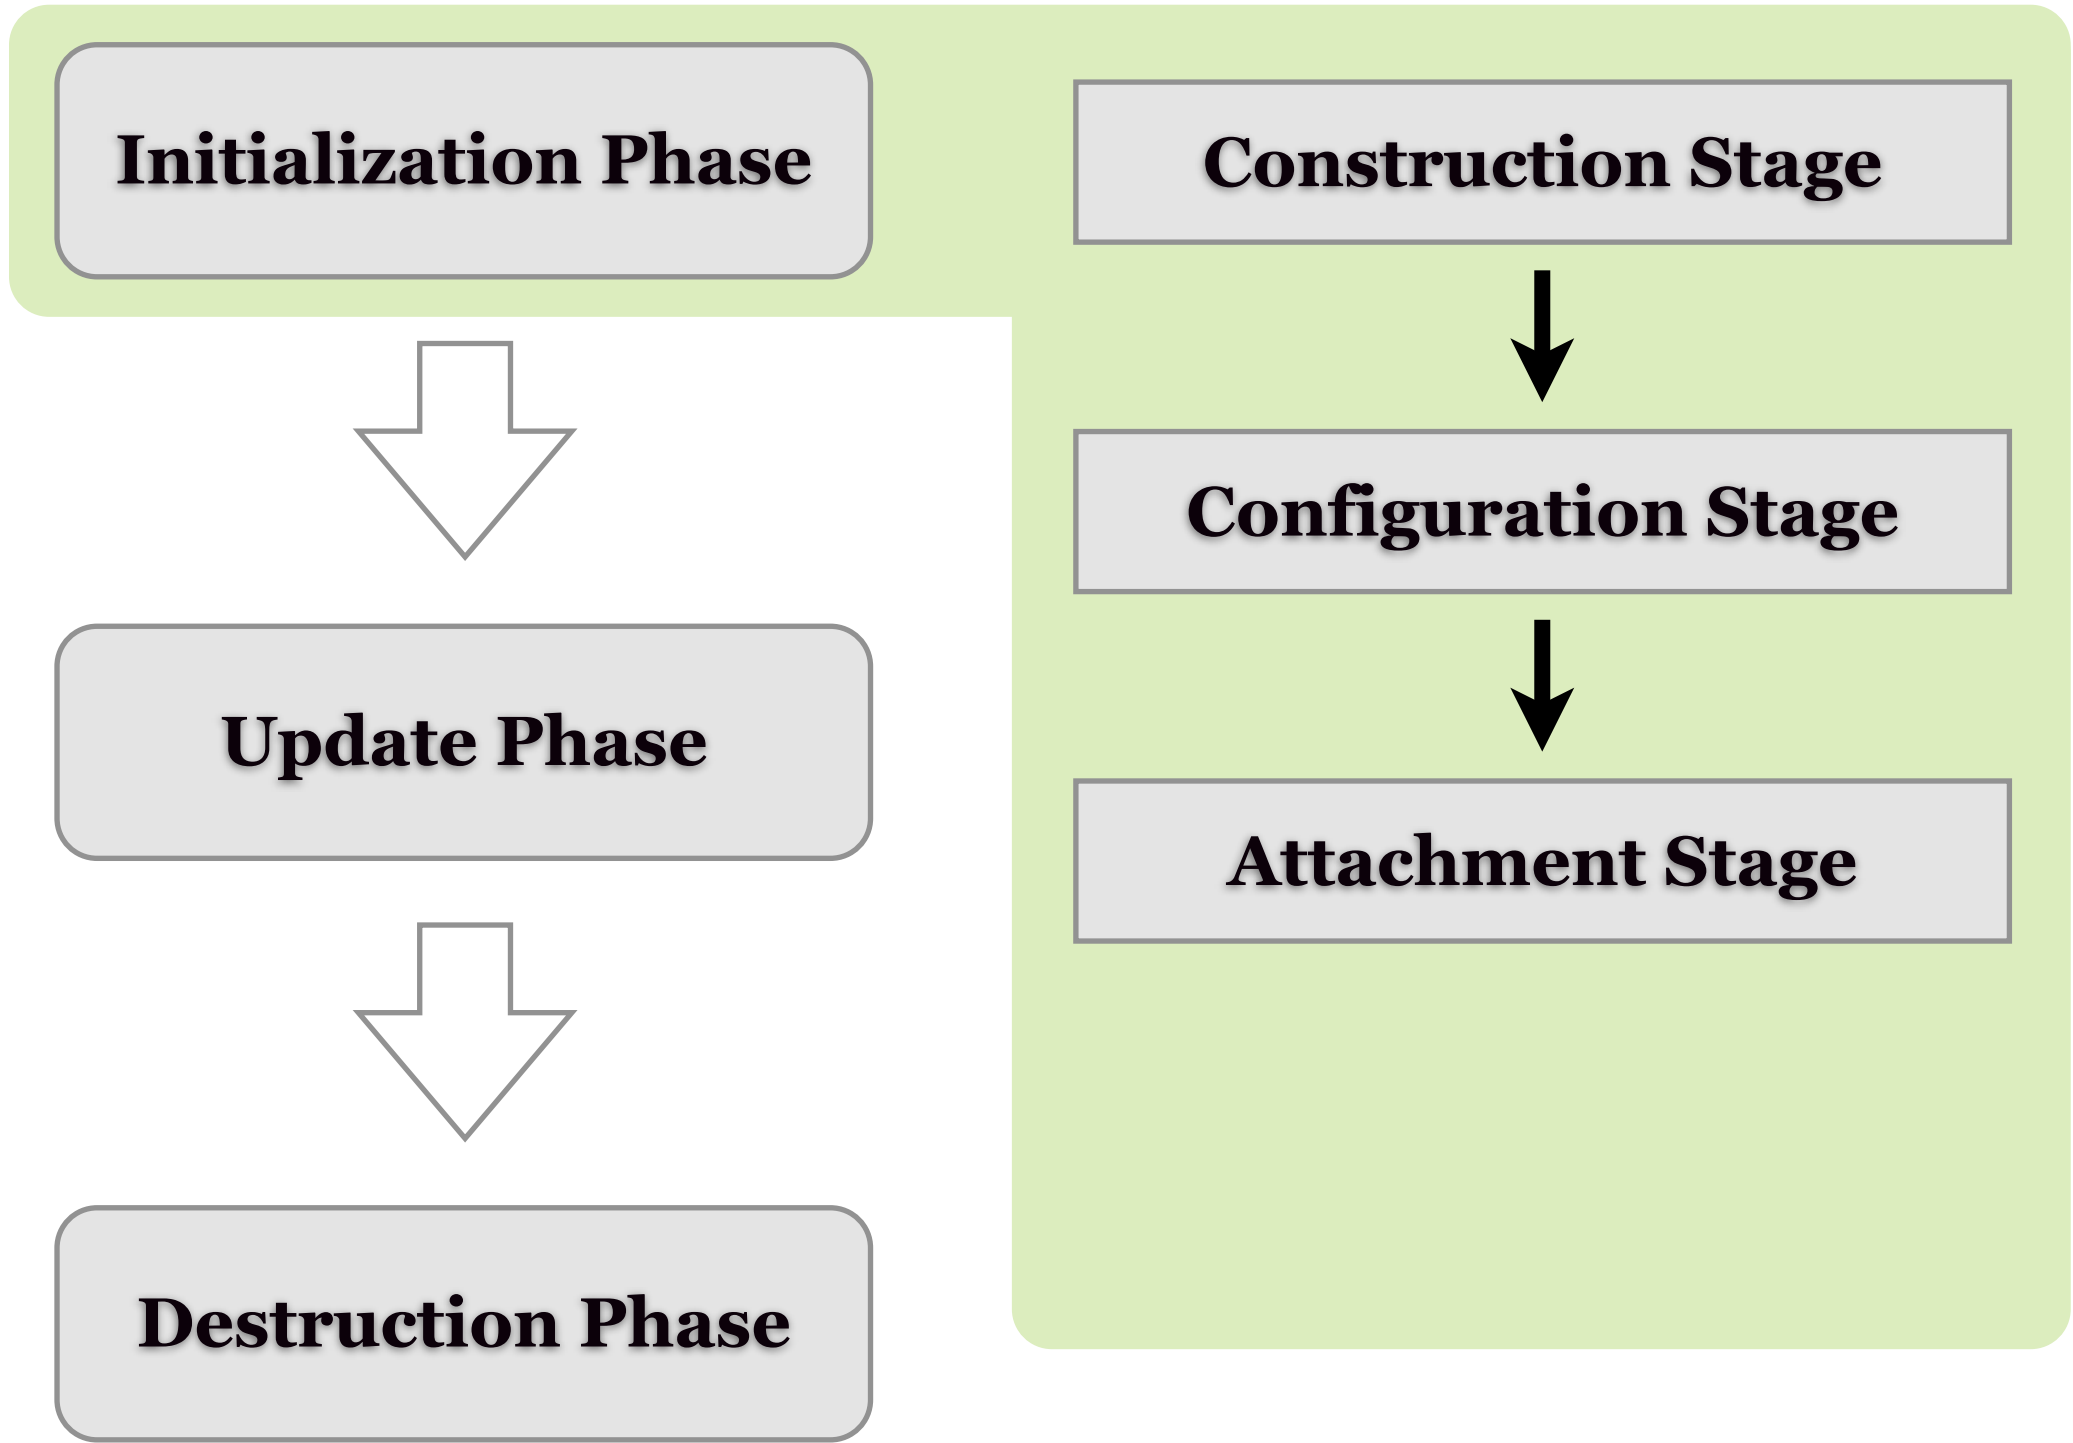 Initialization Phase
Update Phase
Destruction Phase
Construction Stage
Configuration Stage
Attachment Stage